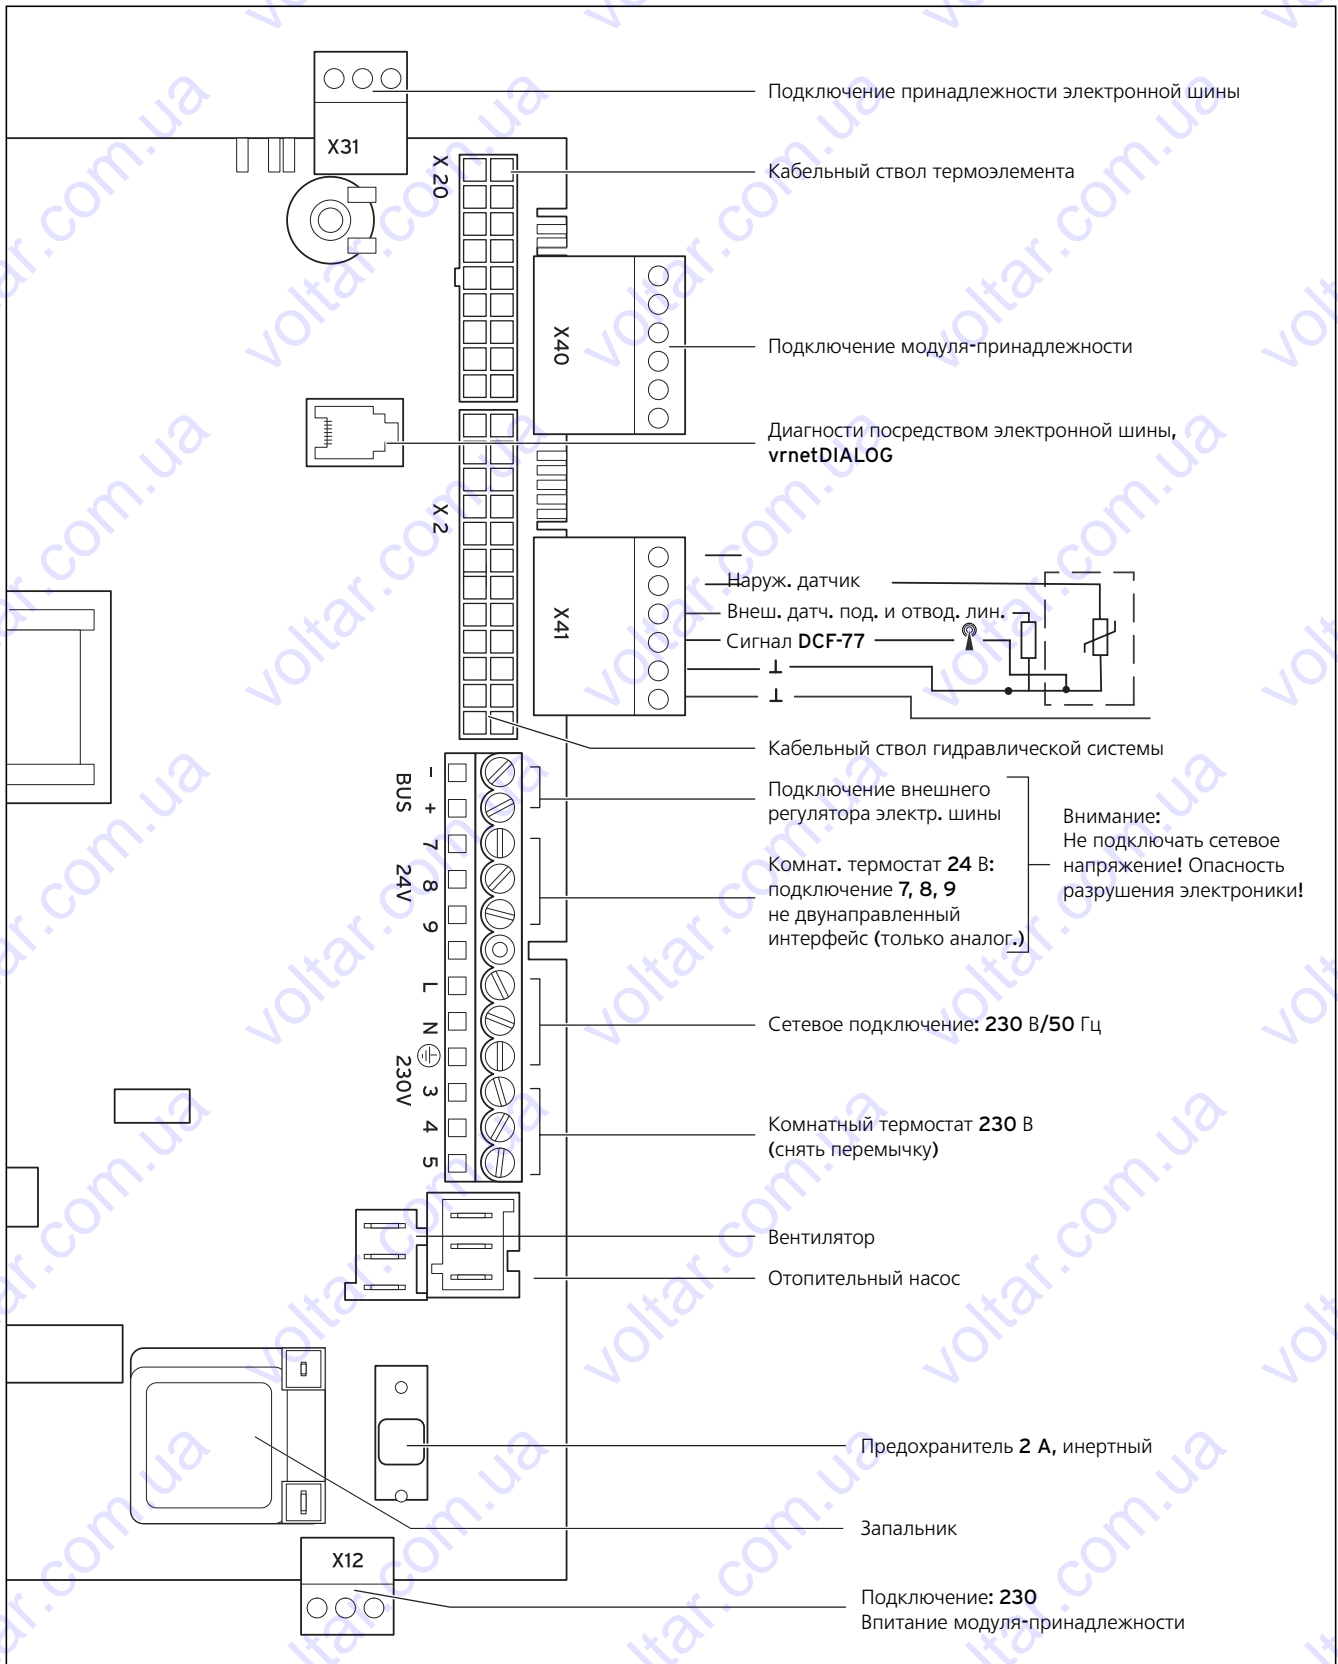 Подключение принадлежности электронной шины
X31
X 20
Кабельный ствол термоэлемента
X40
Подключение модуля-принадлежности
Диагности посредством электронной шины,
vrnetDIALOG
X 2
X41
Наруж. датчик
Внеш. датч. под. и отвод. лин.
Сигнал DCF-77
Кабельный ствол гидравлической системы
BUS
-
+
Подключение внешнего
регулятора электр. шины
24V
7
8
9
Комнат. термостат 24 В:
подключение 7, 8, 9
не двунаправленный
интерфейс (только аналог.)
Внимание:
Не подключать сетевое
напряжение! Опасность
разрушения электроники!
L
N
Сетевое подключение: 230 В/50 Гц
230V
3
4
5
Комнатный термостат 230 В
(снять перемычку)
Вентилятор
Отопительный насос
Предохранитель 2 А, инертный
Запальник
X12
Подключение: 230
Впитание модуля-принадлежности
voltar.com.ua